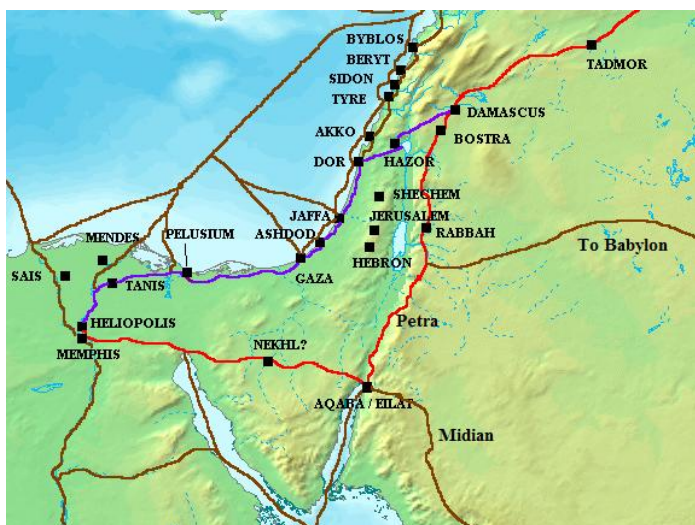 BYBLOS
BERYT
SIDON
TYRE
TADMOR
DAMASCUS
AKKO
BOSTRA
DOR
HAZOR
SHECHEM
JAFFA
JERUSALEM
RABBAH
MENDES
PELUSIUM
ASHDOD
HEBRON
To Babylon
SAIS
TANIS
GAZA
HELIOPOLIS
Petra
MEMPHIS
NEKHL?
AQABA / EILAT
Midian